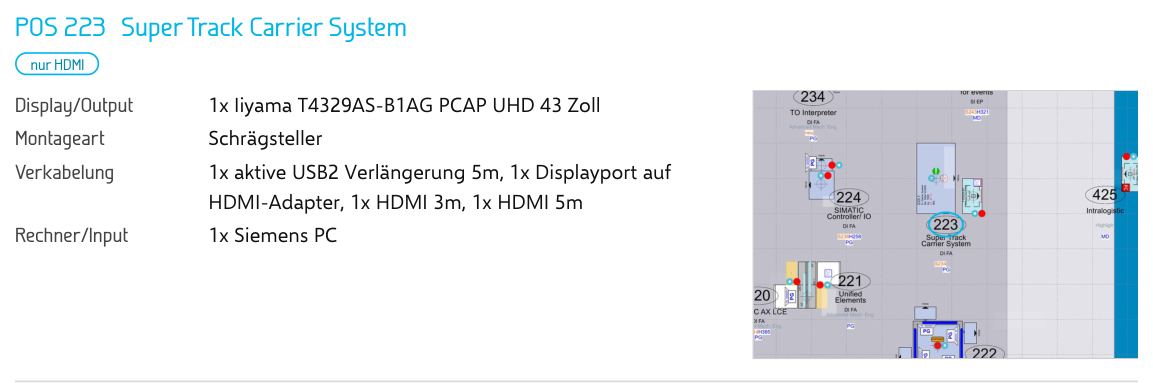 POS 223 Super Track Carrier System
nur HDMI
Display/Output 1x Iiyama T4329AS-B1AG PCAP UHD 43 Zoll
Montageart Schrägsteller
Verkabelung 1x aktive USB2 Verlängerung 5m, 1x Displayport auf
HDMI-Adapter, 1x HDMI 3m, 1x HDMI 5m
Rechner/Input 1x Siemens PC
234
TO Interpreter
DI FA
for events
SI EP
MD
224
SIMATIC
Controller/ IO
DI FA
PG
223
Super Track
Carrier System
DI FA
PG
425
Intralogistic
MD
221
Unified
Elements
DI FA
PG
20
C AX LCE
PG
222